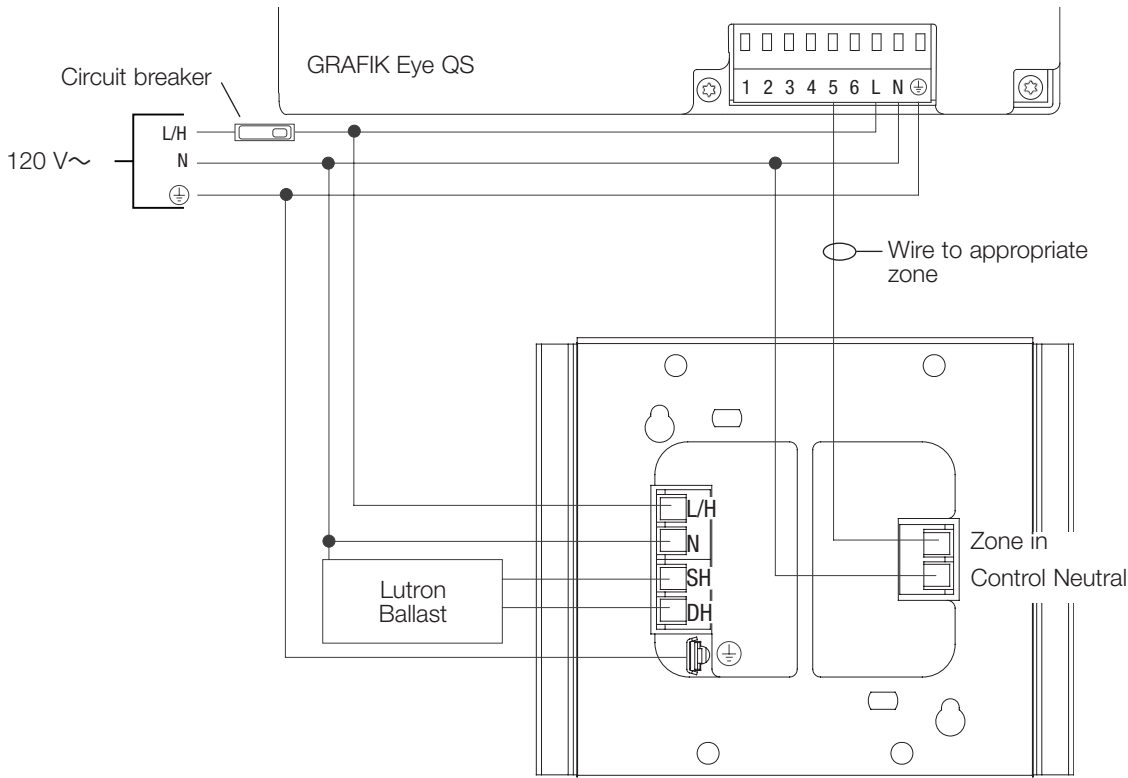 GRAFIK Eye QS
1 2 3 4 5 6 L N
Circuit breaker
L/H
120 V~
N
Wire to appropriate
zone
L/H
N
SH
DH
Lutron
Ballast
Zone in
Control Neutral